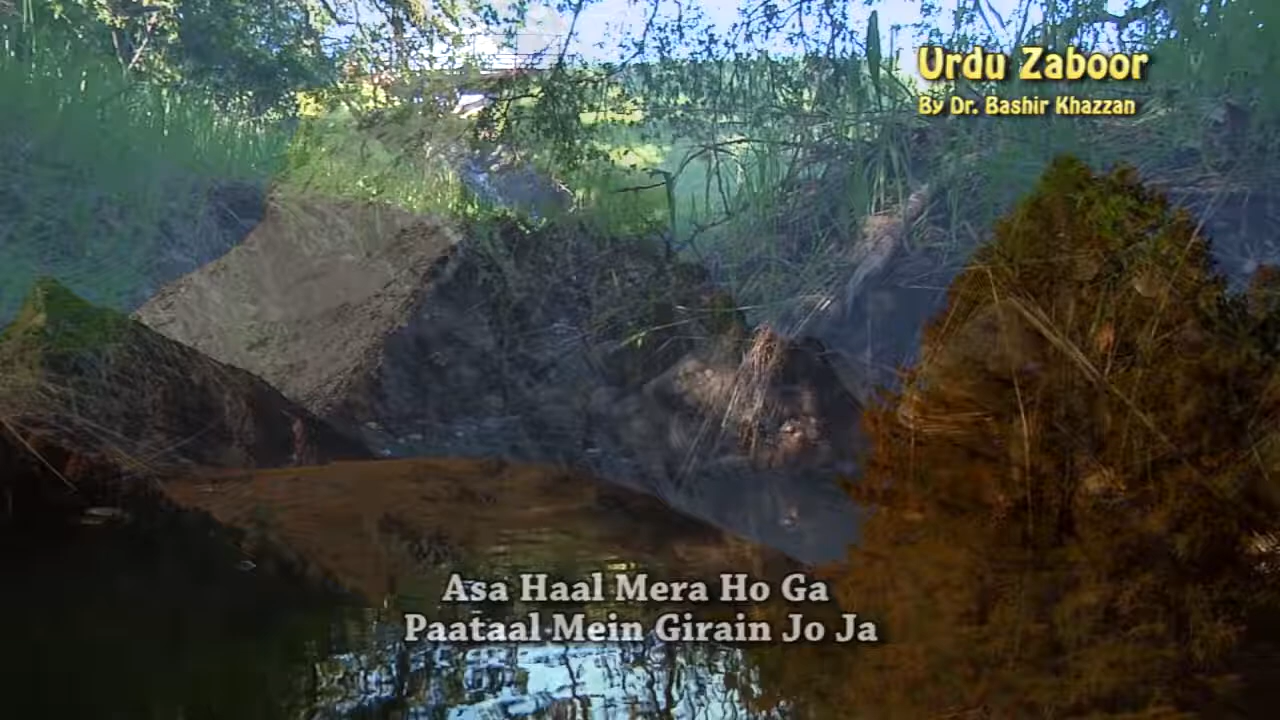 Urdu Zaboor
By Dr. Bashir Khazzan
Asa Haal Mera Ho Ga
Paataal Mein Girain Jo Ja